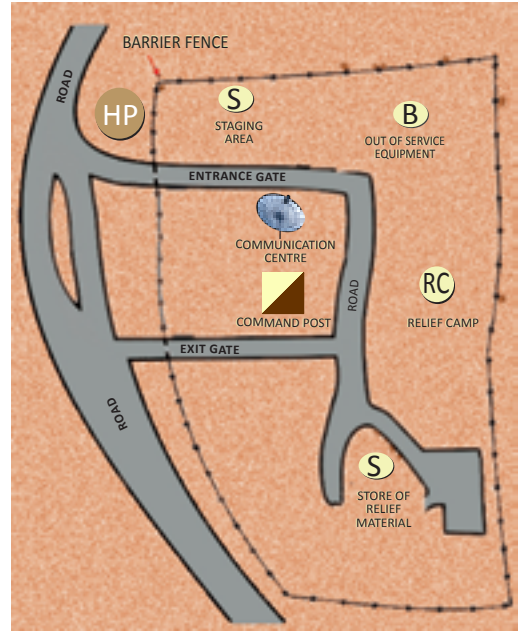 BARRIER FENCE
ROAD
HP
S
STAGING
AREA
B
OUT OF SERVICE
EQUIPMENT
ENTRANCE GATE
COMMUNICATION
CENTRE
RC
RELIEF CAMP
ROAD
COMMAND POST
EXIT GATE
ROAD
S
STORE OF
RELIEF
MATERIAL